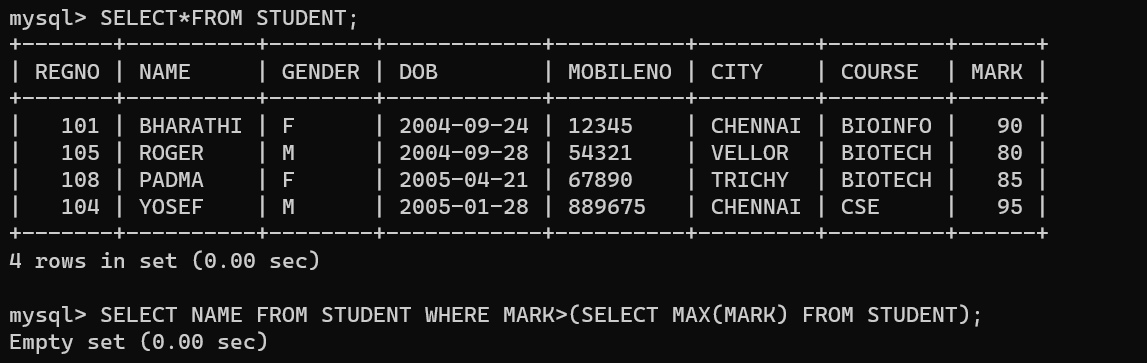 mysql> SELECT*FROM STUDENT;
+-------+----------+--------+------------+----------+---------+---------+------+
| REGNO | NAME     | GENDER | DOB        | MOBILENO | CITY    | COURSE  | MARK |
+-------+----------+--------+------------+----------+---------+---------+------+
|   101 | BHARATHI | F      | 2004-09-24 | 12345    | CHENNAI | BIOINFO |   90 |
|   105 | ROGER    | M      | 2004-09-28 | 54321    | VELLOR  | BIOTECH |   80 |
|   108 | PADMA    | F      | 2005-04-21 | 67890    | TRICHY  | BIOTECH |   85 |
|   104 | YOSEF    | M      | 2005-01-28 | 889675   | CHENNAI | CSE     |   95 |
+-------+----------+--------+------------+----------+---------+---------+------+
4 rows in set (0.00 sec)
mysql> SELECT NAME FROM STUDENT WHERE MARK>(SELECT MAX(MARK) FROM STUDENT);
Empty set (0.00 sec)